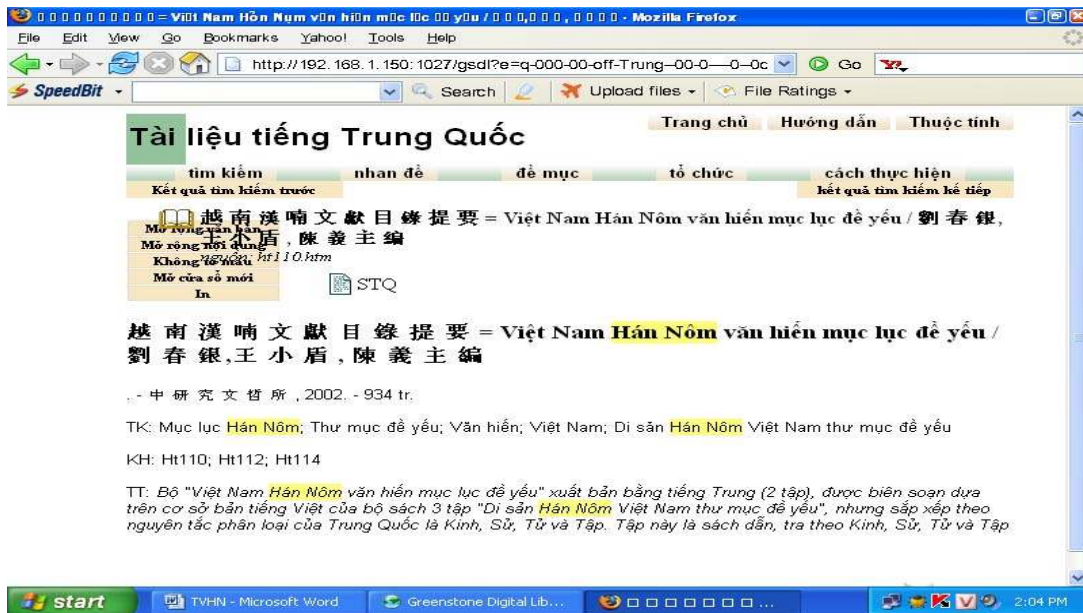 = Việt Nam Hán Nôm văn hiến mục lục đề yếu / - Mozilla Firefox
File Edit View Go Bookmarks Yahoo! Tools Help
http://192.168.1.150:1027/gsdl?e=q-000-00-off-Trung--00-0----0--0c Go
SpeedBit Search Upload files File Ratings
Trang chủ Hướng dẫn Thuộc tính
Tài liệu tiếng Trung Quốc
tìm kiếm nhan đề đề mục tổ chức cách thực hiện
Kết quả tìm kiếm trước kết quả tìm kiếm kế tiếp
越南漢喃文獻目錄提要 = Việt Nam Hán Nôm văn hiến mục lục đề yếu / 劉春銀,
王小盾, 陳義主編
Mở rộng văn bản
Mở rộng nội dung
nguồn: ht110.htm
Không tô màu
Mở cửa sổ mới
STQ
In
越南漢喃文獻目錄提要 = Việt Nam Hán Nôm văn hiến mục lục đề yếu /
劉春銀,王小盾, 陳義主編
. - 中研究文哲所, 2002. - 934 tr.
TK: Mục lục Hán Nôm; Thư mục đề yếu; Văn hiến; Việt Nam; Di sản Hán Nôm Việt Nam thư mục đề yếu
KH: Ht110; Ht112; Ht114
TT: Bộ "Việt Nam Hán Nôm văn hiến mục lục đề yếu" xuất bản bằng tiếng Trung (2 tập), được biên soạn dựa
trên cơ sở bản tiếng Việt của bộ sách 3 tập "Di sản Hán Nôm Việt Nam thư mục đề yếu", nhưng sắp xếp theo
nguyên tắc phân loại của Trung Quốc là Kinh, Sử, Tử và Tập. Tập này là sách dẫn, tra theo Kinh, Sử, Tử và Tập
start TVHN - Microsoft Word Greenstone Digital Lib... 2:04 PM